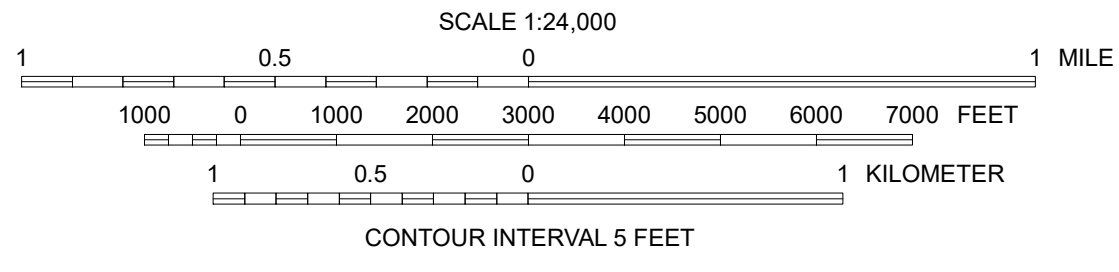 SCALE 1:24,000
1 0.5 0 1 MILE
1000 0 1000 2000 3000 4000 5000 6000 7000 FEET
1 0.5 0 1 KILOMETER
CONTOUR INTERVAL 5 FEET